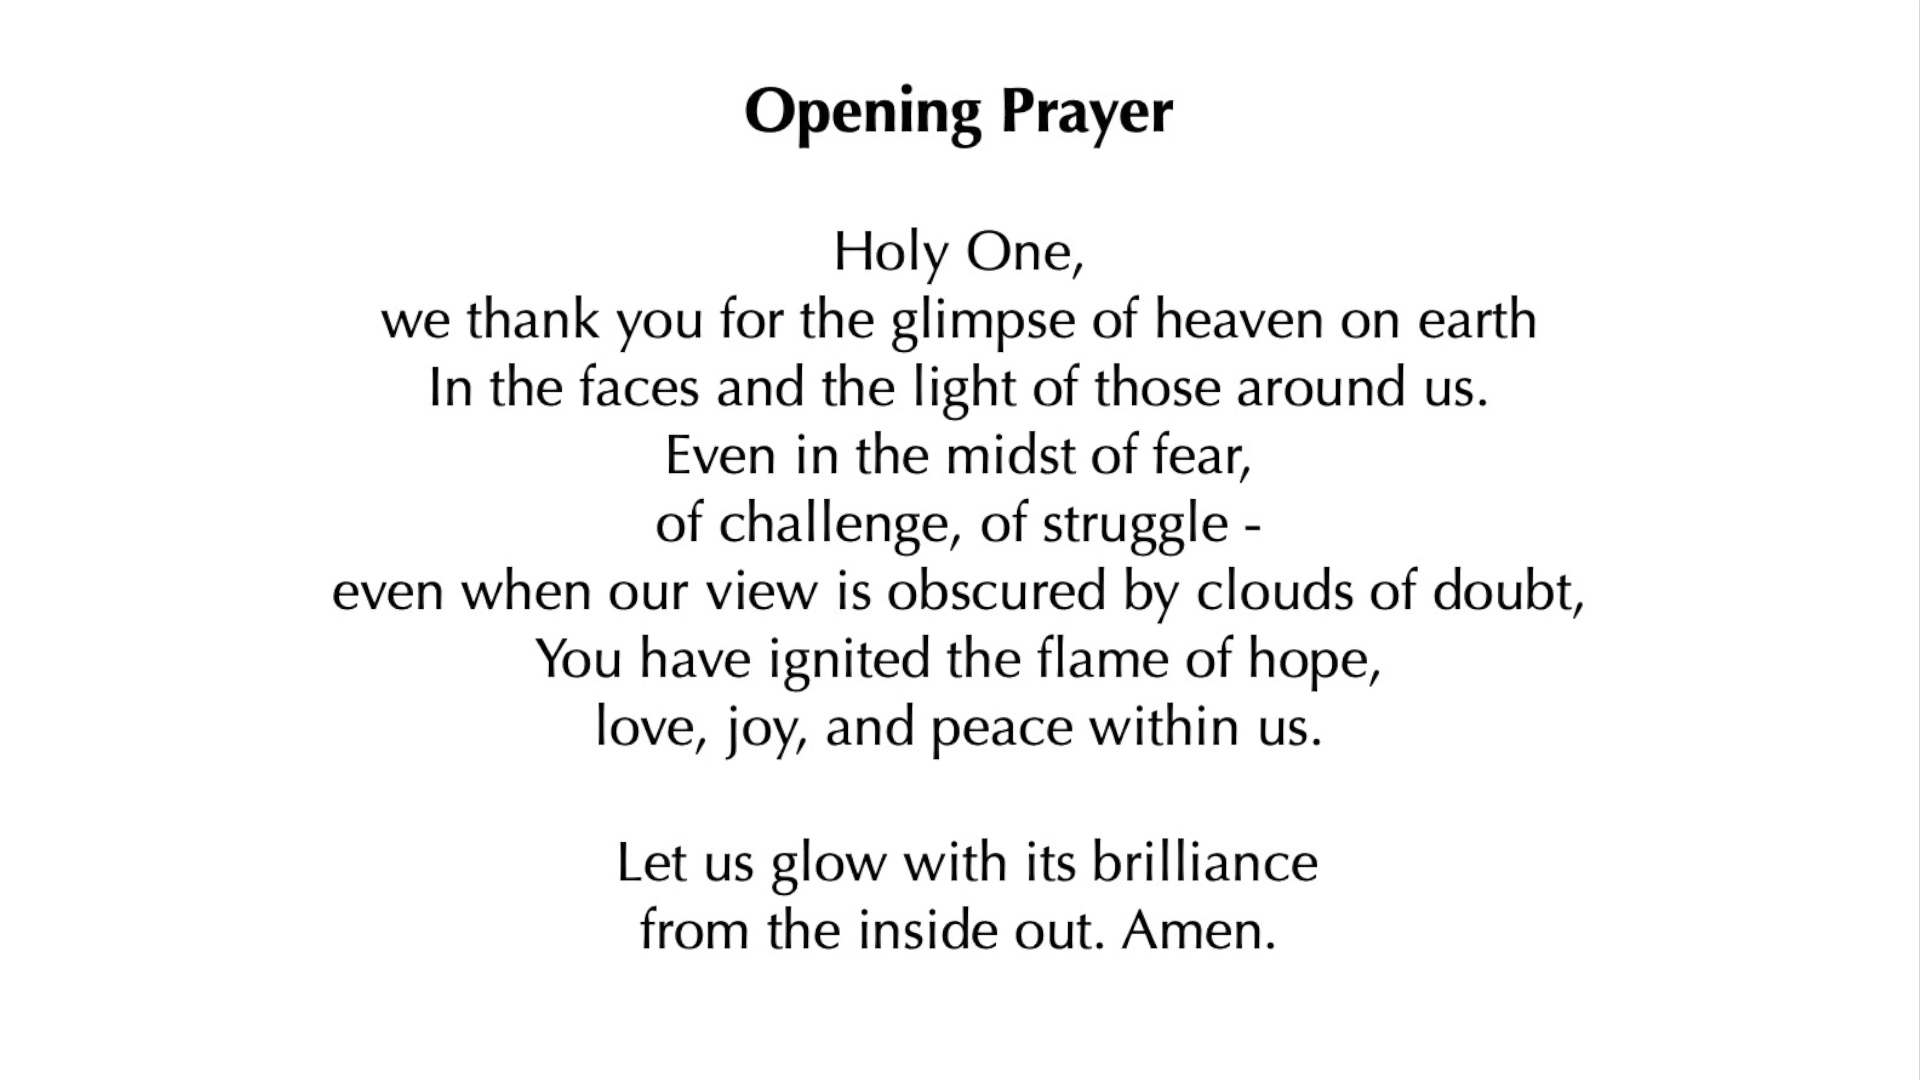 Opening Prayer
Holy One,
we thank you for the glimpse of heaven on earth
In the faces and the light of those around us.
Even in the midst of fear,
of challenge, of struggle -
even when our view is obscured by clouds of doubt,
You have ignited the flame of hope,
love, joy, and peace within us.
Let us glow with its brilliance
from the inside out. Amen.